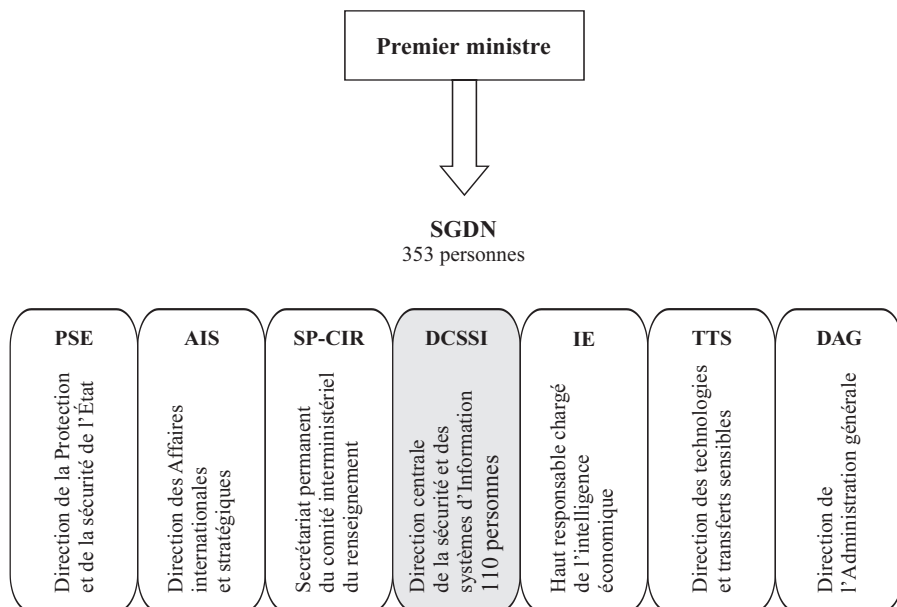 Premier ministre
SGDN
353 personnes
PSE
Direction de la Protection
et de la sécurité de l'État
AIS
Direction des Affaires
internationales
et stratégiques
SP-CIR
Secrétariat permanent
du comité interministériel
du renseignement
DCSSI
Direction centrale
de la sécurité et des
systèmes d'Information
110 personnes
IE
Haut responsable chargé
de l'intelligence
économique
TTS
Direction des technologies
et transferts sensibles
DAG
Direction de
l'Administration générale